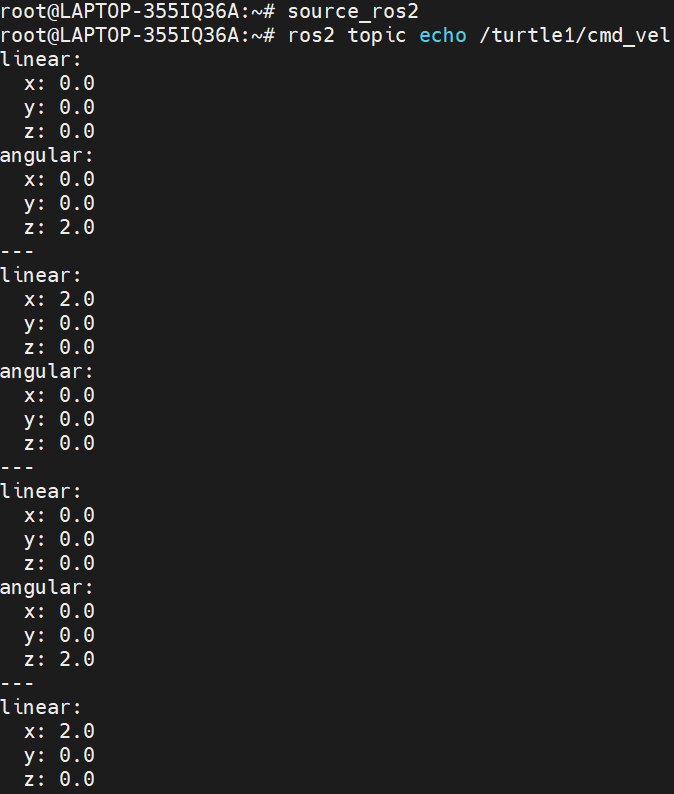 root@LAPTOP-355IQ36A:~# source_ros2
root@LAPTOP-355IQ36A:~# ros2 topic echo /turtle1/cmd_vel
linear:
  x: 0.0
  y: 0.0
  z: 0.0
angular:
  x: 0.0
  y: 0.0
  z: 2.0
---
linear:
  x: 2.0
  y: 0.0
  z: 0.0
angular:
  x: 0.0
  y: 0.0
  z: 0.0
---
linear:
  x: 0.0
  y: 0.0
  z: 0.0
angular:
  x: 0.0
  y: 0.0
  z: 2.0
---
linear:
  x: 2.0
  y: 0.0
  z: 0.0